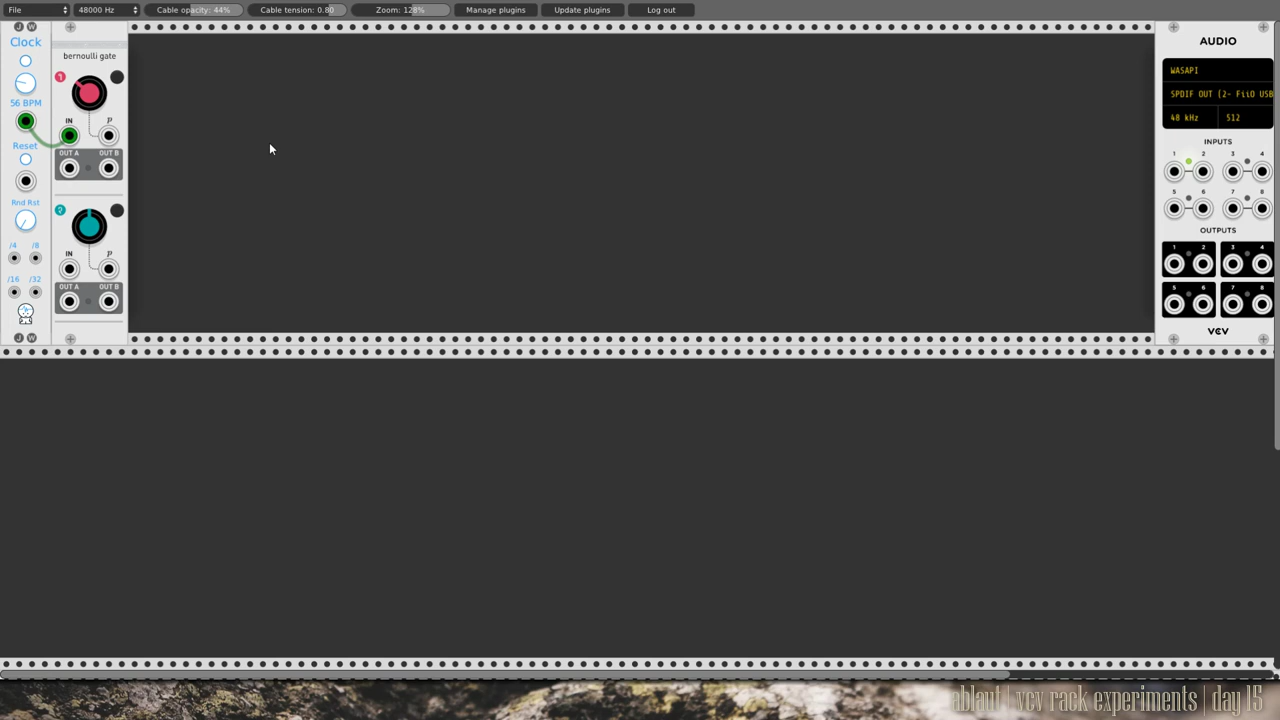 File
48000 Hz
Cable opacity: 44%
Cable tension: 0.80
Zoom: 128%
Manage plugins
Update plugins
Log out
J W
Clock
56 BPM
Reset
Rnd Rst
/4 /8
/16 /32
J W
bernoulli gate
1
IN p
OUT A OUT B
2
IN p
OUT A OUT B
AUDIO
WASAPI
SPDIF OUT (2- FiiO USB
48 kHz 512
INPUTS
1 2 3 4
5 6 7 8
OUTPUTS
1 2 3 4
5 6 7 8
VCV
ablaut | vcv rack experiments | day 15